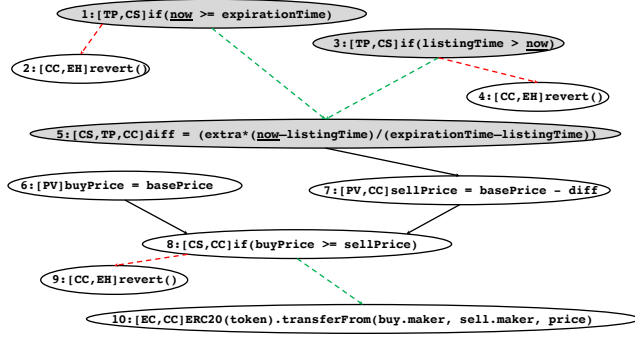 1:[TP,CS]if(now >= expirationTime)
3:[TP,CS]if(listingTime > now)
2:[CC,EH]revert()
4:[CC,EH]revert()
5:[CS,TP,CC]diff = (extra*(now—listingTime)/(expirationTime—listingTime))
6:[PV]buyPrice = basePrice
7:[PV,CC]sellPrice = basePrice - diff
8:[CS,CC]if(buyPrice >= sellPrice)
9:[CC,EH]revert()
10:[EC,CC]ERC20(token).transferFrom(buy.maker, sell.maker, price)